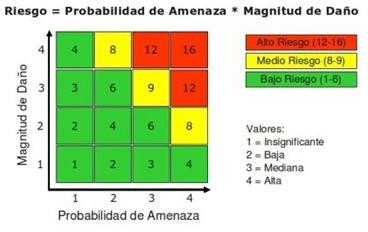 Riesgo = Probabilidad de Amenaza * Magnitud de Daño
Magnitud de Daño
4 4 8 12 16
3 3 6 9 12
2 2 4 6 8
1 1 2 3 4
1 2 3 4
Probabilidad de Amenaza
Alto Riesgo (12-16)
Medio Riesgo (8-9)
Bajo Riesgo (1-6)
Valores:
1 = Insignificante
2 = Baja
3 = Mediana
4 = Alta